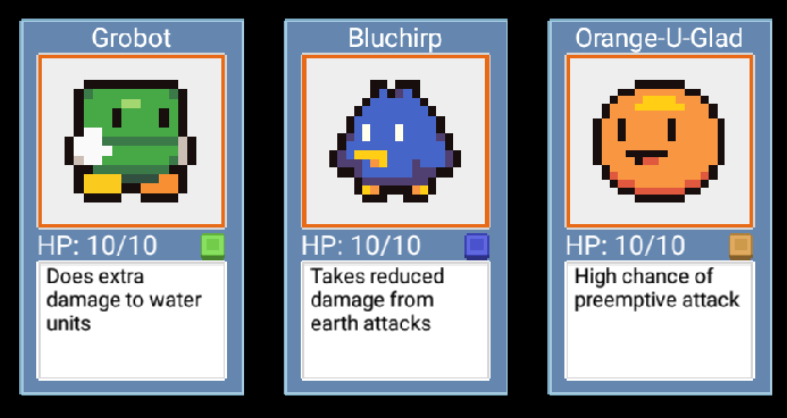 Grobot
HP: 10/10
Does extra
damage to water
units
Bluchirp
HP: 10/10
Takes reduced
damage from
earth attacks
Orange-U-Glad
HP: 10/10
High chance of
preemptive attack